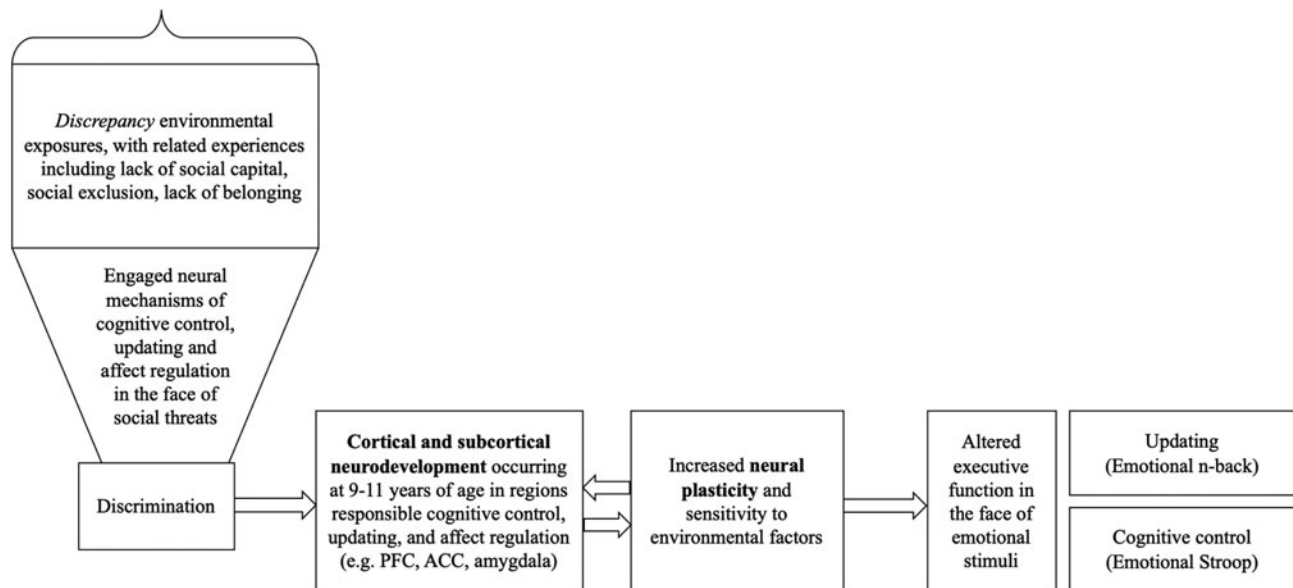 Discrepancy environmental
exposures, with related experiences
including lack of social capital,
social exclusion, lack of belonging
Engaged neural
mechanisms of
cognitive control,
updating and
affect regulation
in the face of
social threats
Discrimination
Cortical and subcortical
neurodevelopment occurring
at 9-11 years of age in regions
responsible cognitive control,
updating, and affect regulation
(e.g. PFC, ACC, amygdala)
Increased neural
plasticity and
sensitivity to
environmental factors
Altered
executive
function in
the face of
emotional
stimuli
Updating
(Emotional n-back)
Cognitive control
(Emotional Stroop)